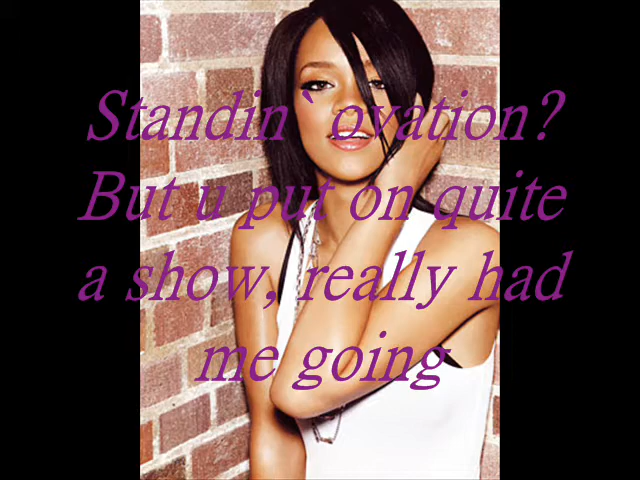 Standin`ovation?
But u put on quite
a show, really had
me going